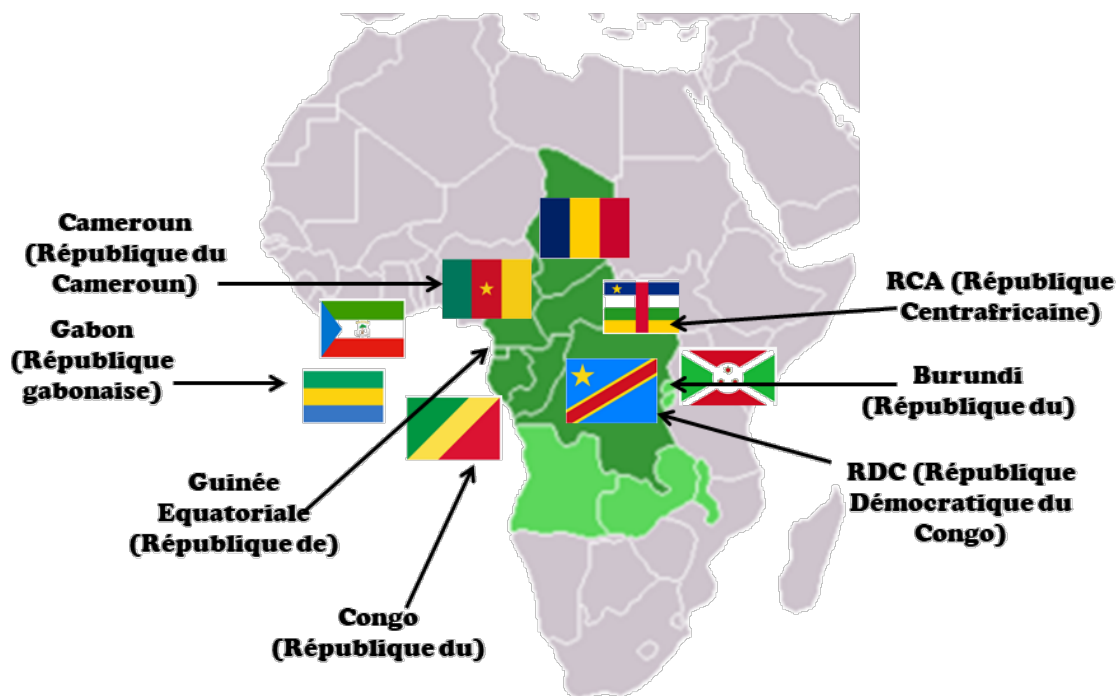 Cameroun
(République du
Cameroun)
Gabon
(République
gabonaise)
Guinée
Equatoriale
(République de)
Congo
(République du)
RCA (République
Centrafricaine)
Burundi
(République du)
RDC (République
Démocratique du
Congo)